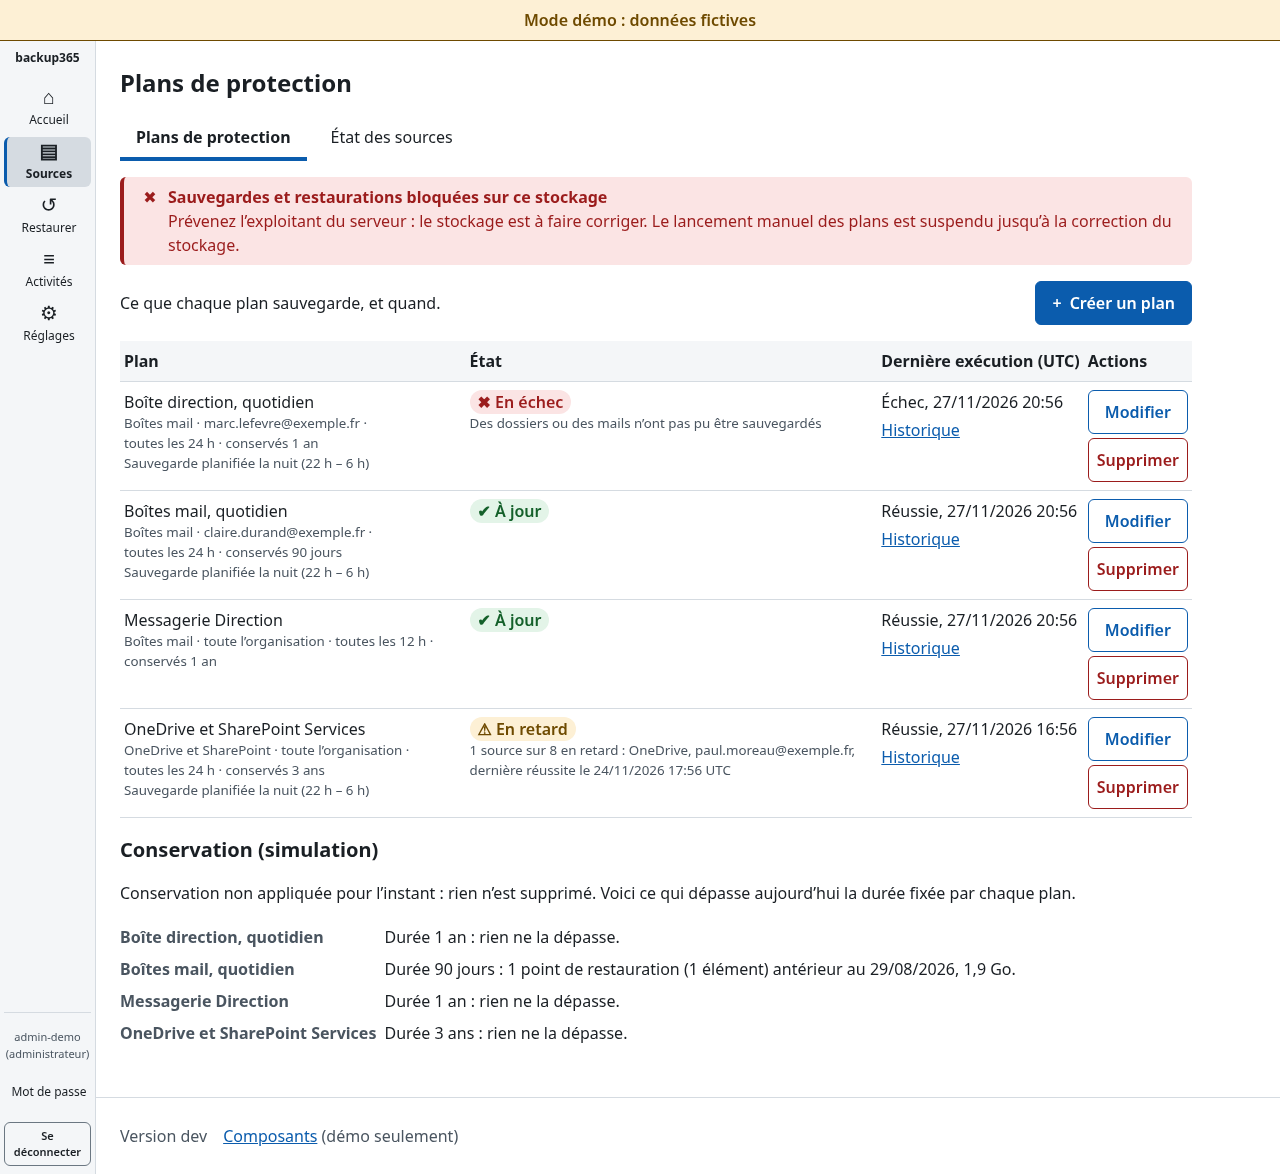 Mode démo : données fictives
backup365
Accueil
Sources
Restaurer
Activités
Réglages
admin-demo
(administrateur)
Mot de passe
Se
déconnecter
Plans de protection
Plans de protection
État des sources
✖ Sauvegardes et restaurations bloquées sur ce stockage
Prévenez l’exploitant du serveur : le stockage est à faire corriger. Le lancement manuel des plans est suspendu jusqu’à la correction du
stockage.
Ce que chaque plan sauvegarde, et quand.
+ Créer un plan
Plan État Dernière exécution (UTC) Actions
Boîte direction, quotidien
Boîtes mail · marc.lefevre@exemple.fr ·
toutes les 24 h · conservés 1 an
Sauvegarde planifiée la nuit (22 h – 6 h)
✖ En échec
Des dossiers ou des mails n’ont pas pu être sauvegardés
Échec, 27/11/2026 20:56
Historique
Modifier
Supprimer
Boîtes mail, quotidien
Boîtes mail · claire.durand@exemple.fr ·
toutes les 24 h · conservés 90 jours
Sauvegarde planifiée la nuit (22 h – 6 h)
✔ À jour
Réussie, 27/11/2026 20:56
Historique
Modifier
Supprimer
Messagerie Direction
Boîtes mail · toute l’organisation · toutes les 12 h ·
conservés 1 an
✔ À jour
Réussie, 27/11/2026 20:56
Historique
Modifier
Supprimer
OneDrive et SharePoint Services
OneDrive et SharePoint · toute l’organisation ·
toutes les 24 h · conservés 3 ans
Sauvegarde planifiée la nuit (22 h – 6 h)
⚠ En retard
1 source sur 8 en retard : OneDrive, paul.moreau@exemple.fr,
dernière réussite le 24/11/2026 17:56 UTC
Réussie, 27/11/2026 16:56
Historique
Modifier
Supprimer
Conservation (simulation)
Conservation non appliquée pour l’instant : rien n’est supprimé. Voici ce qui dépasse aujourd’hui la durée fixée par chaque plan.
Boîte direction, quotidien Durée 1 an : rien ne la dépasse.
Boîtes mail, quotidien Durée 90 jours : 1 point de restauration (1 élément) antérieur au 29/08/2026, 1,9 Go.
Messagerie Direction Durée 1 an : rien ne la dépasse.
OneDrive et SharePoint Services Durée 3 ans : rien ne la dépasse.
Version dev Composants (démo seulement)